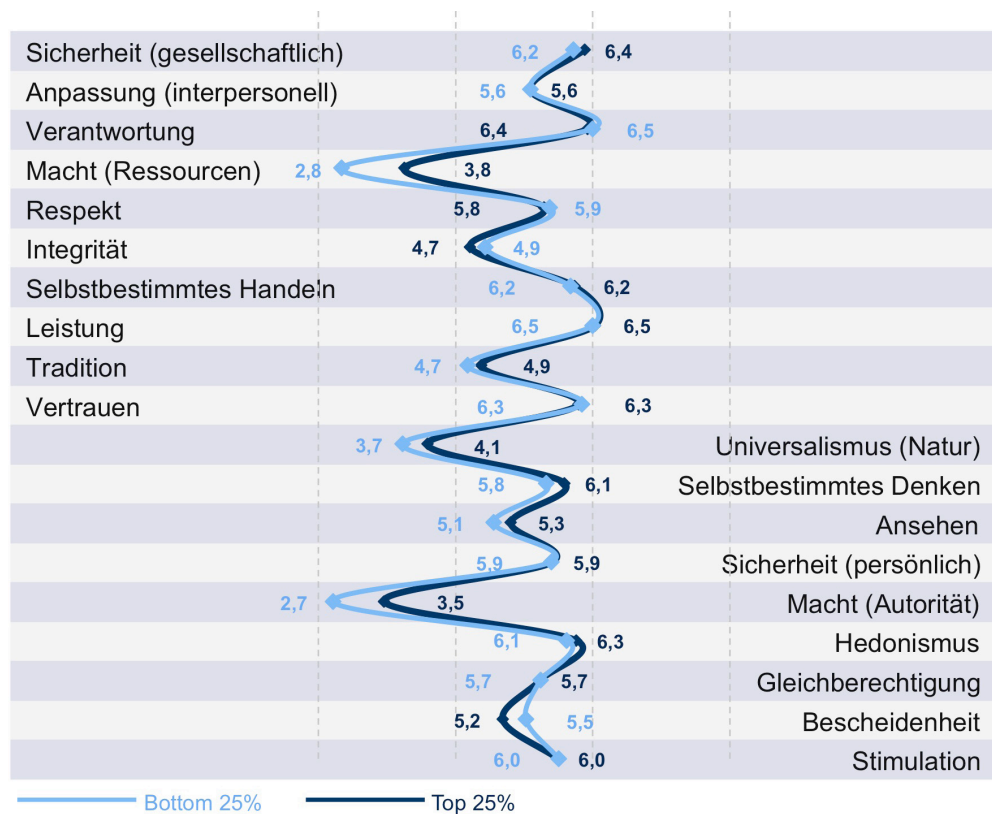 Sicherheit (gesellschaftlich) 6,2 6,4
Anpassung (interpersonell) 5,6 5,6
Verantwortung 6,4 6,5
Macht (Ressourcen) 2,8 3,8
Respekt 5,8 5,9
Integrität 4,7 4,9
Selbstbestimmtes Handeln 6,2 6,2
Leistung 6,5 6,5
Tradition 4,7 4,9
Vertrauen 6,3 6,3
3,7 4,1 Universalismus (Natur)
5,8 6,1 Selbstbestimmtes Denken
5,1 5,3 Ansehen
5,9 5,9 Sicherheit (persönlich)
2,7 3,5 Macht (Autorität)
6,1 6,3 Hedonismus
5,7 5,7 Gleichberechtigung
5,2 5,5 Bescheidenheit
6,0 6,0 Stimulation
Bottom 25% Top 25%